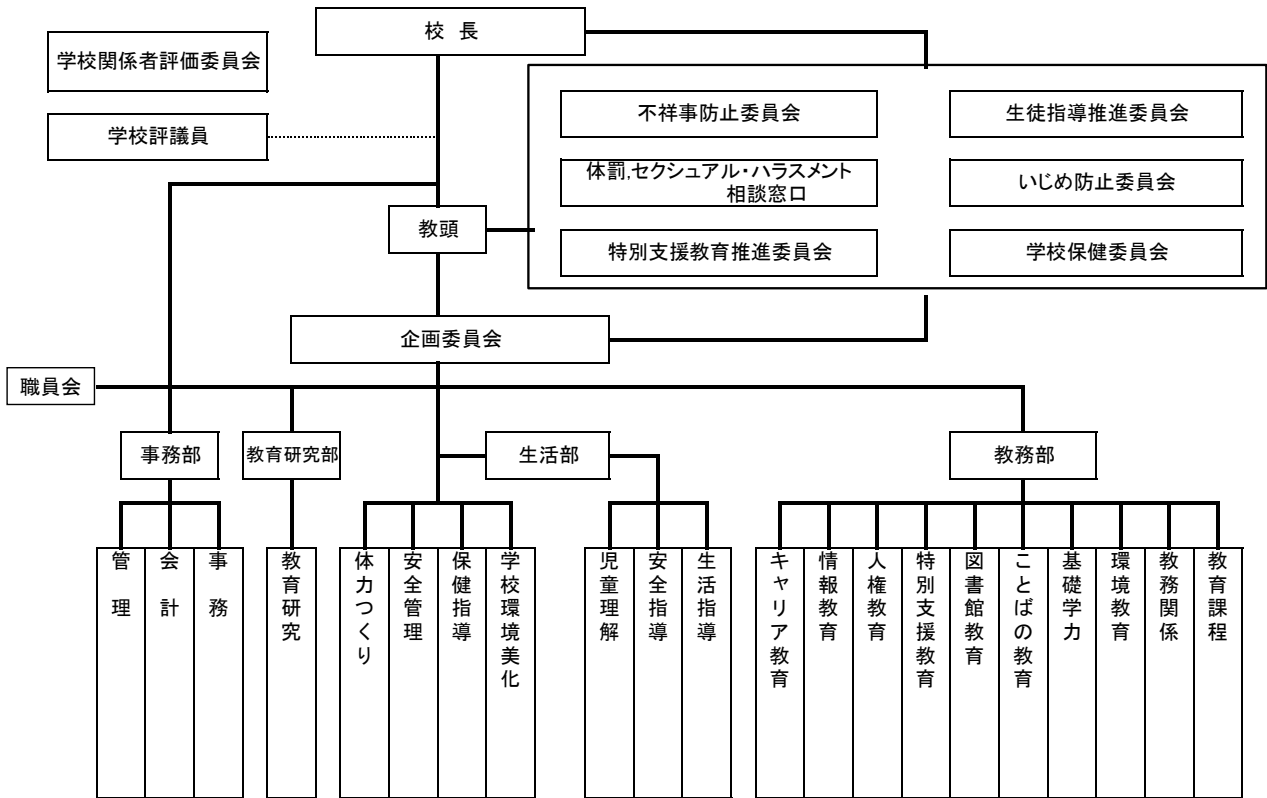 校 長
学校関係者評価委員会
学校評議員
不祥事防止委員会
生徒指導推進委員会
体罰,セクシュアル・ハラスメント
相談窓口
いじめ防止委員会
教頭
特別支援教育推進委員会
学校保健委員会
企画委員会
職員会
事務部
教育研究部
生活部
教務部
管 理
会 計
事 務
教育研究
体力つくり
安全管理
保健指導
学校環境美化
児童理解
安全指導
生活指導
キャリア教育
情報教育
人権教育
特別支援教育
図書館教育
ことばの教育
基礎学力
環境教育
教務関係
教育課程